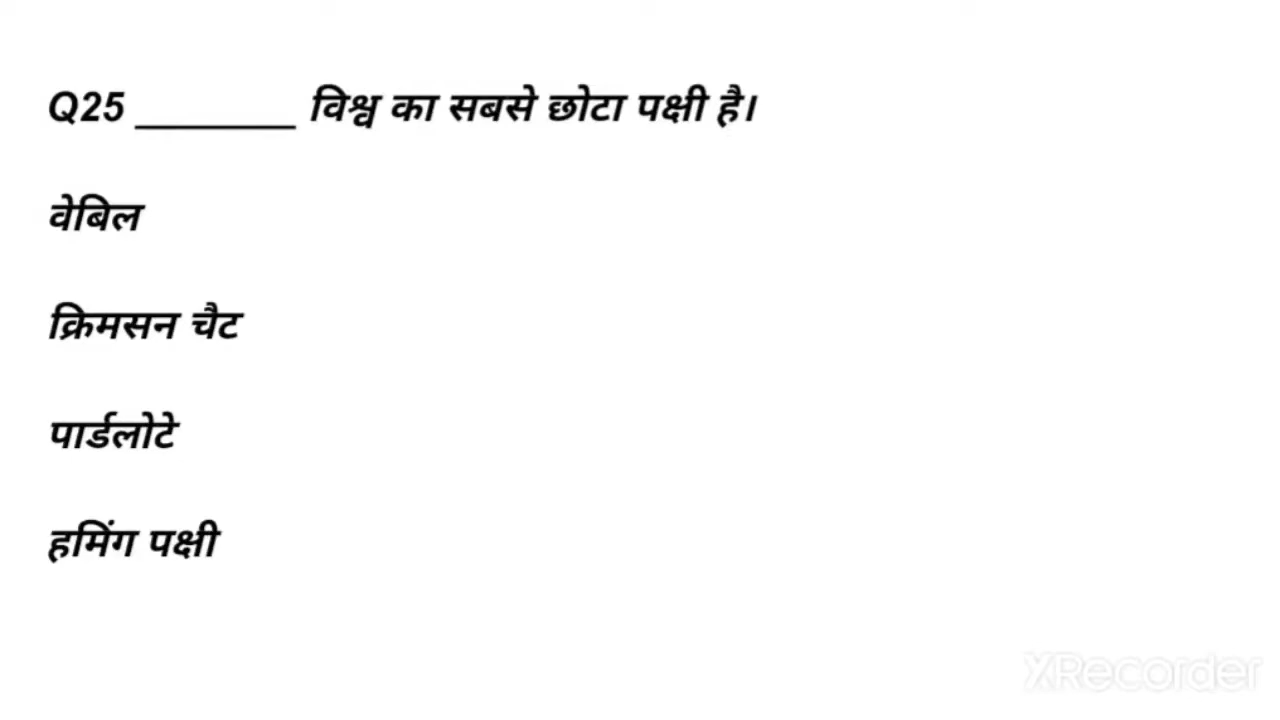 Q25 ________ विश्व का सबसे छोटा पक्षी है।
वेबिल
क्रिमसन चैट
पार्डलोटे
हमिंग पक्षी
XRecorder